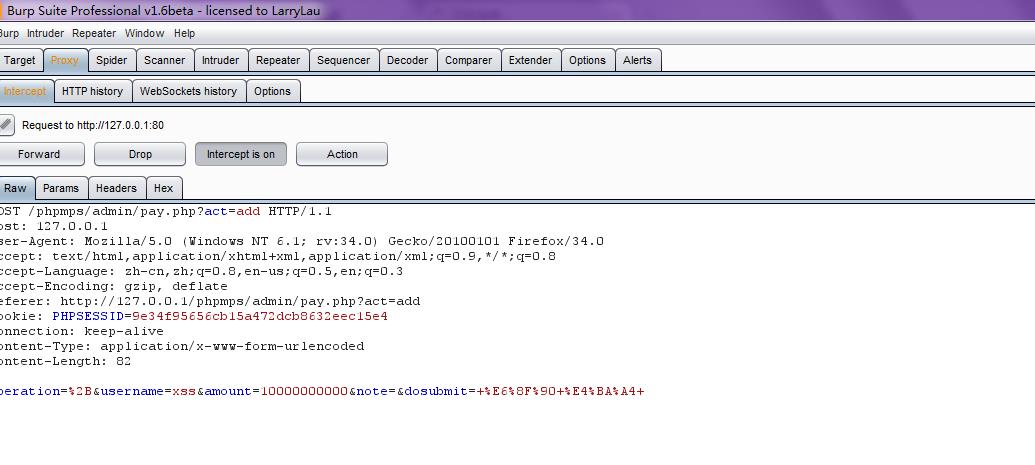 Burp Suite Professional v1.6beta - licensed to LarryLau
Burp Intruder Repeater Window Help
Target Proxy Spider Scanner Intruder Repeater Sequencer Decoder Comparer Extender Options Alerts
Intercept HTTP history WebSockets history Options
Request to http://127.0.0.1:80
Forward Drop Intercept is on Action
Raw Params Headers Hex
OST /phpmps/admin/pay.php?act=add HTTP/1.1
ost: 127.0.0.1
ser-Agent: Mozilla/5.0 (Windows NT 6.1; rv:34.0) Gecko/20100101 Firefox/34.0
ccept: text/html,application/xhtml+xml,application/xml;q=0.9,*/*;q=0.8
ccept-Language: zh-cn,zh;q=0.8,en-us;q=0.5,en;q=0.3
ccept-Encoding: gzip, deflate
eferer: http://127.0.0.1/phpmps/admin/pay.php?act=add
ookie: PHPSESSID=9e34f95656cb15a472dcb8632eec15e4
onnection: keep-alive
ontent-Type: application/x-www-form-urlencoded
ontent-Length: 82
peration=%2B&username=xss&amount=10000000000&note=&dosubmit=+%E6%8F%90+%E4%BA%A4+